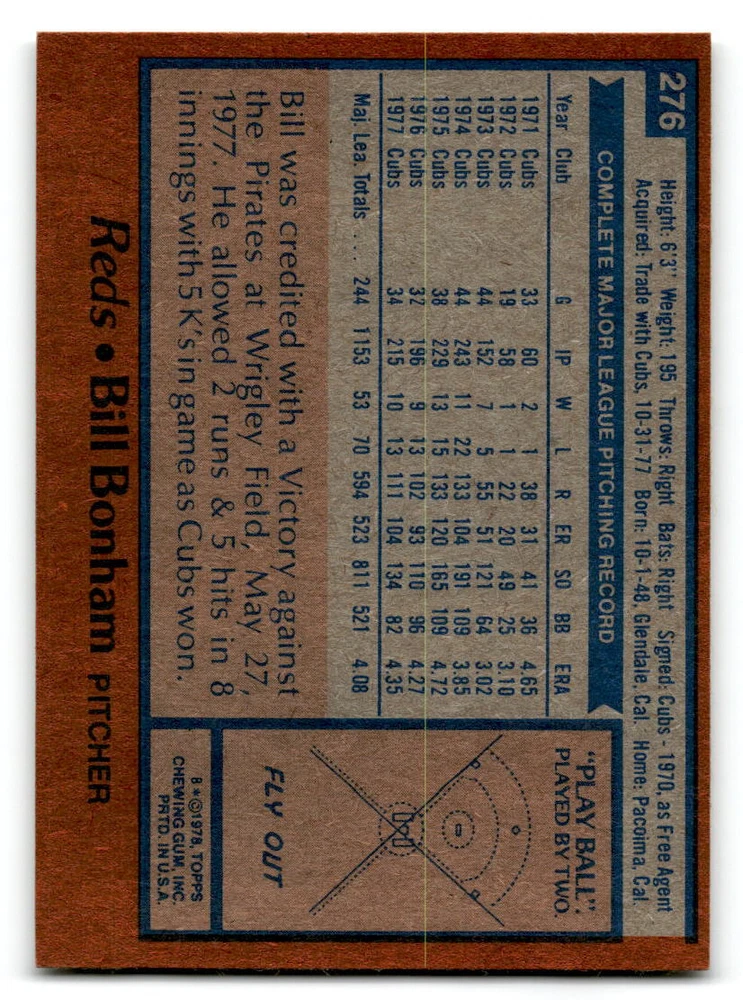 276
Height: 6'3" Weight: 195 Throws: Right Bats: Right Signed: Cubs - 1970, as Free Agent
Acquired: Trade with Cubs, 10-31-77 Born: 10-1-48, Glendale, Cal. Home: Pacoima, Cal.
COMPLETE MAJOR LEAGUE PITCHING RECORD
Year Club G IP W L R ER SO BB ERA
1971 Cubs 33 60 2 1 38 31 41 36 4.65
1972 Cubs 19 58 1 1 22 20 49 25 3.10
1973 Cubs 44 152 7 5 55 51 121 64 3.02
1974 Cubs 44 243 11 22 133 104 191 109 3.85
1975 Cubs 38 229 13 15 133 120 165 109 4.72
1976 Cubs 32 196 9 13 102 93 110 96 4.27
1977 Cubs 34 215 10 13 111 104 134 82 4.35
Maj. Lea. Totals .... 244 1153 53 70 594 523 811 521 4.08
Bill was credited with a Victory against
the Pirates at Wrigley Field, May 27,
1977. He allowed 2 runs & 5 hits in 8
innings with 5 K's in game as Cubs won.
"PLAY BALL".
PLAYED BY TWO.
FLY OUT
8*©1978, TOPPS
CHEWING GUM, INC.
PRTD. IN U.S.A.
Reds • Bill Bonham PITCHER